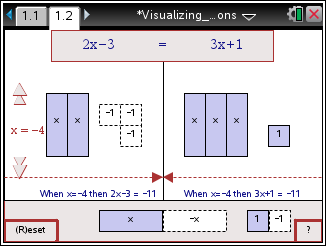 1.1 1.2 *Visualizing_...ons
2x-3 = 3x+1
x x -1 -1 x x x
x = -4 -1 1
When x=-4 then 2x-3 = -11 When x=-4 then 3x+1 = -11
(R)eset x -x 1 -1 ?